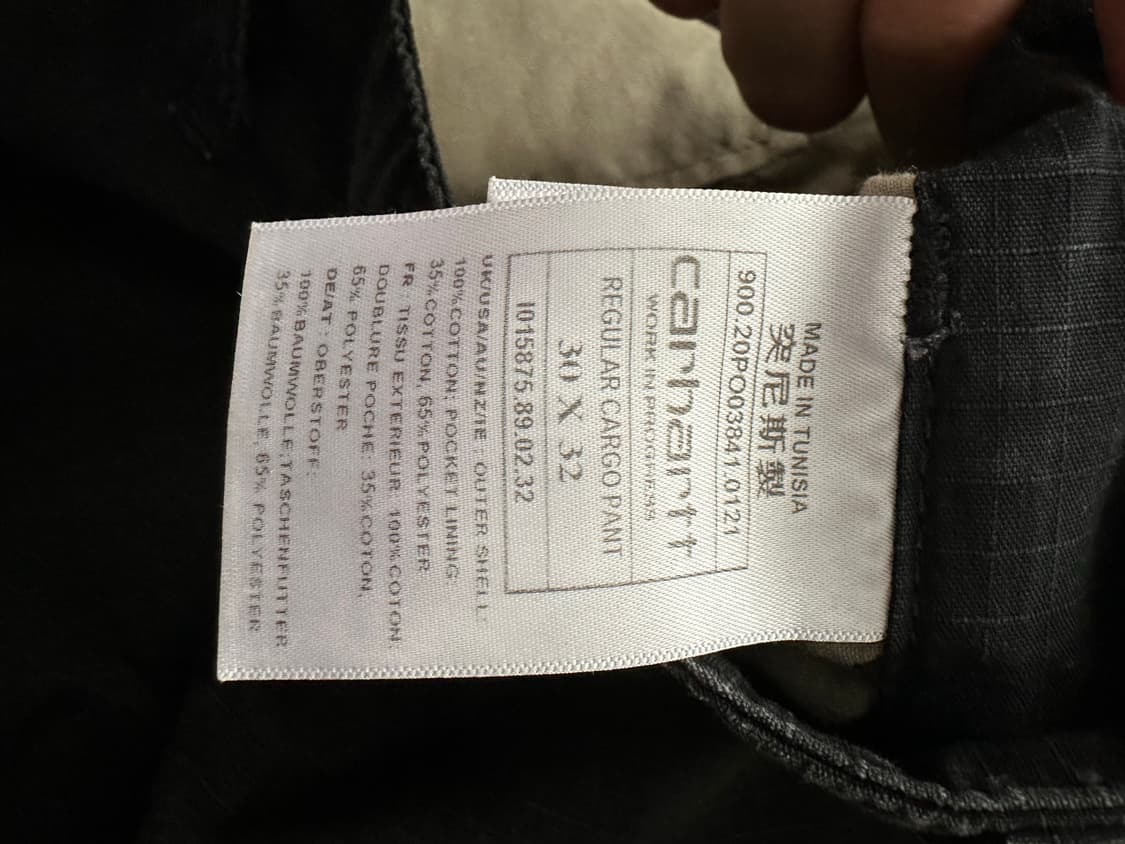 MADE IN TUNISIA
突尼斯製
900.20PO03841.0121
carhartt
WORK IN PROGRESS
REGULAR CARGO PANT
30 X 32
I015875.89.02.32
UK/USA/AU/NZ/IE : OUTER SHELL:
100%COTTON; POCKET LINING
35%COTTON, 65%POLYESTER
FR : TISSU EXTERIEUR: 100%COTON:
DOUBLURE POCHE: 35%COTON,
65% POLYESTER
DE/AT : OBERSTOFF:
100%BAUMWOLLE;TASCHENFUTTER
35%BAUMWOLLE, 65% POLYESTER